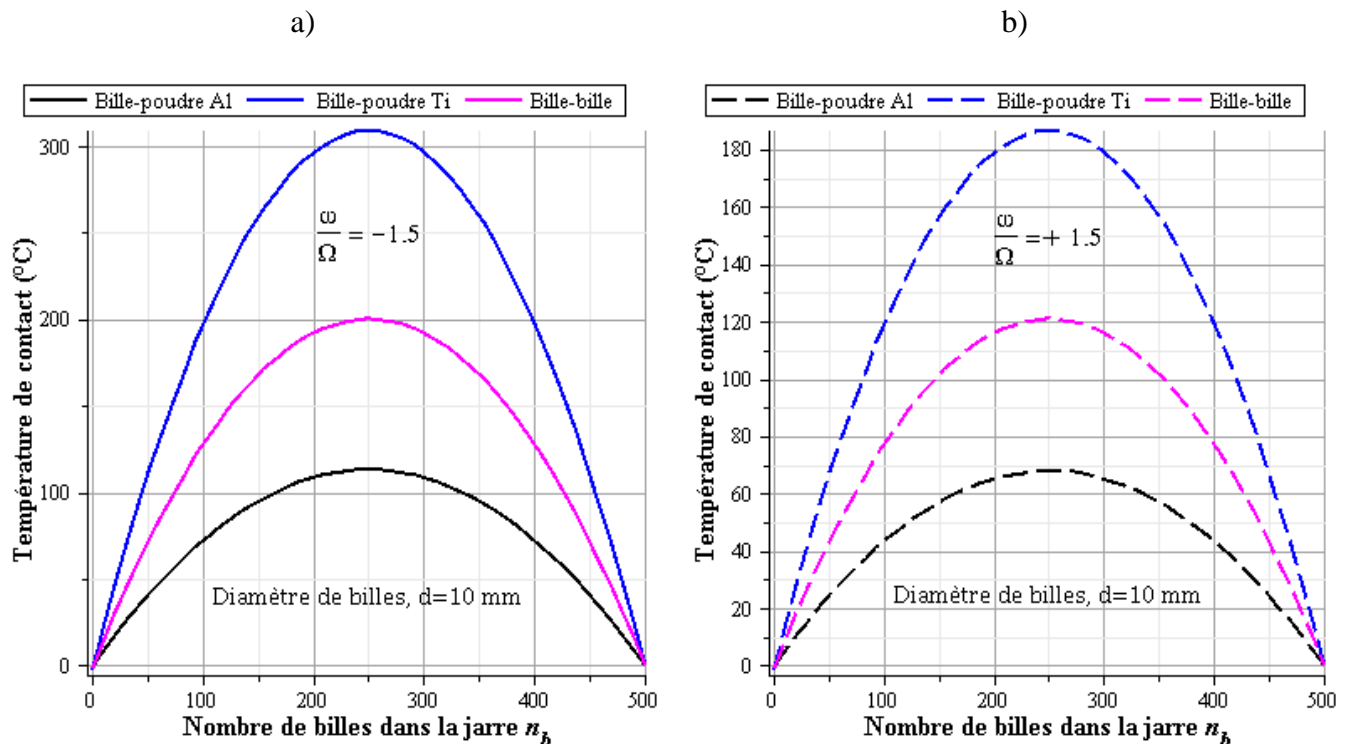 a)
b)
Bille-poudre Al Bille-poudre Ti Bille-bille
300
200
100
0
Température de contact (°C)
ω/Ω = −1.5
Diamètre de billes, d=10 mm
0 100 200 300 400 500
Nombre de billes dans la jarre n_b
Bille-poudre Al Bille-poudre Ti Bille-bille
180
160
140
120
100
80
60
40
20
0
Température de contact (°C)
ω/Ω =+ 1.5
Diamètre de billes, d=10 mm
0 100 200 300 400 500
Nombre de billes dans la jarre n_b